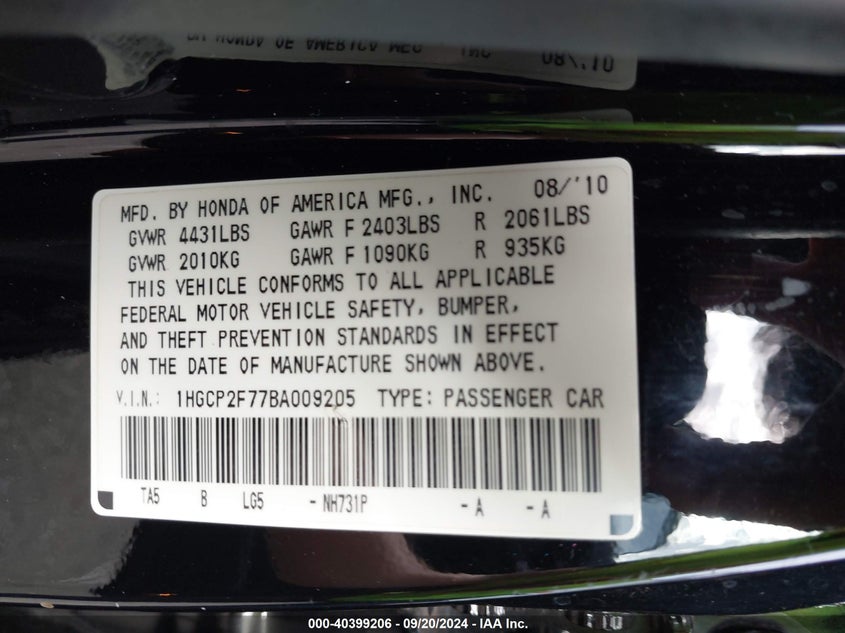 MFD. BY HONDA OF AMERICA MFG., INC. 08/'10
GVWR 4431LBS GAWR F 2403LBS R 2061LBS
GVWR 2010KG GAWR F 1090KG R 935KG
THIS VEHICLE CONFORMS TO ALL APPLICABLE
FEDERAL MOTOR VEHICLE SAFETY, BUMPER,
AND THEFT PREVENTION STANDARDS IN EFFECT
ON THE DATE OF MANUFACTURE SHOWN ABOVE.
V.I.N.: 1HGCP2F77BA009205 TYPE: PASSENGER CAR
TA5 B LG5 - NH731P - A - A
000-40399206 - 09/20/2024 - IAA Inc.